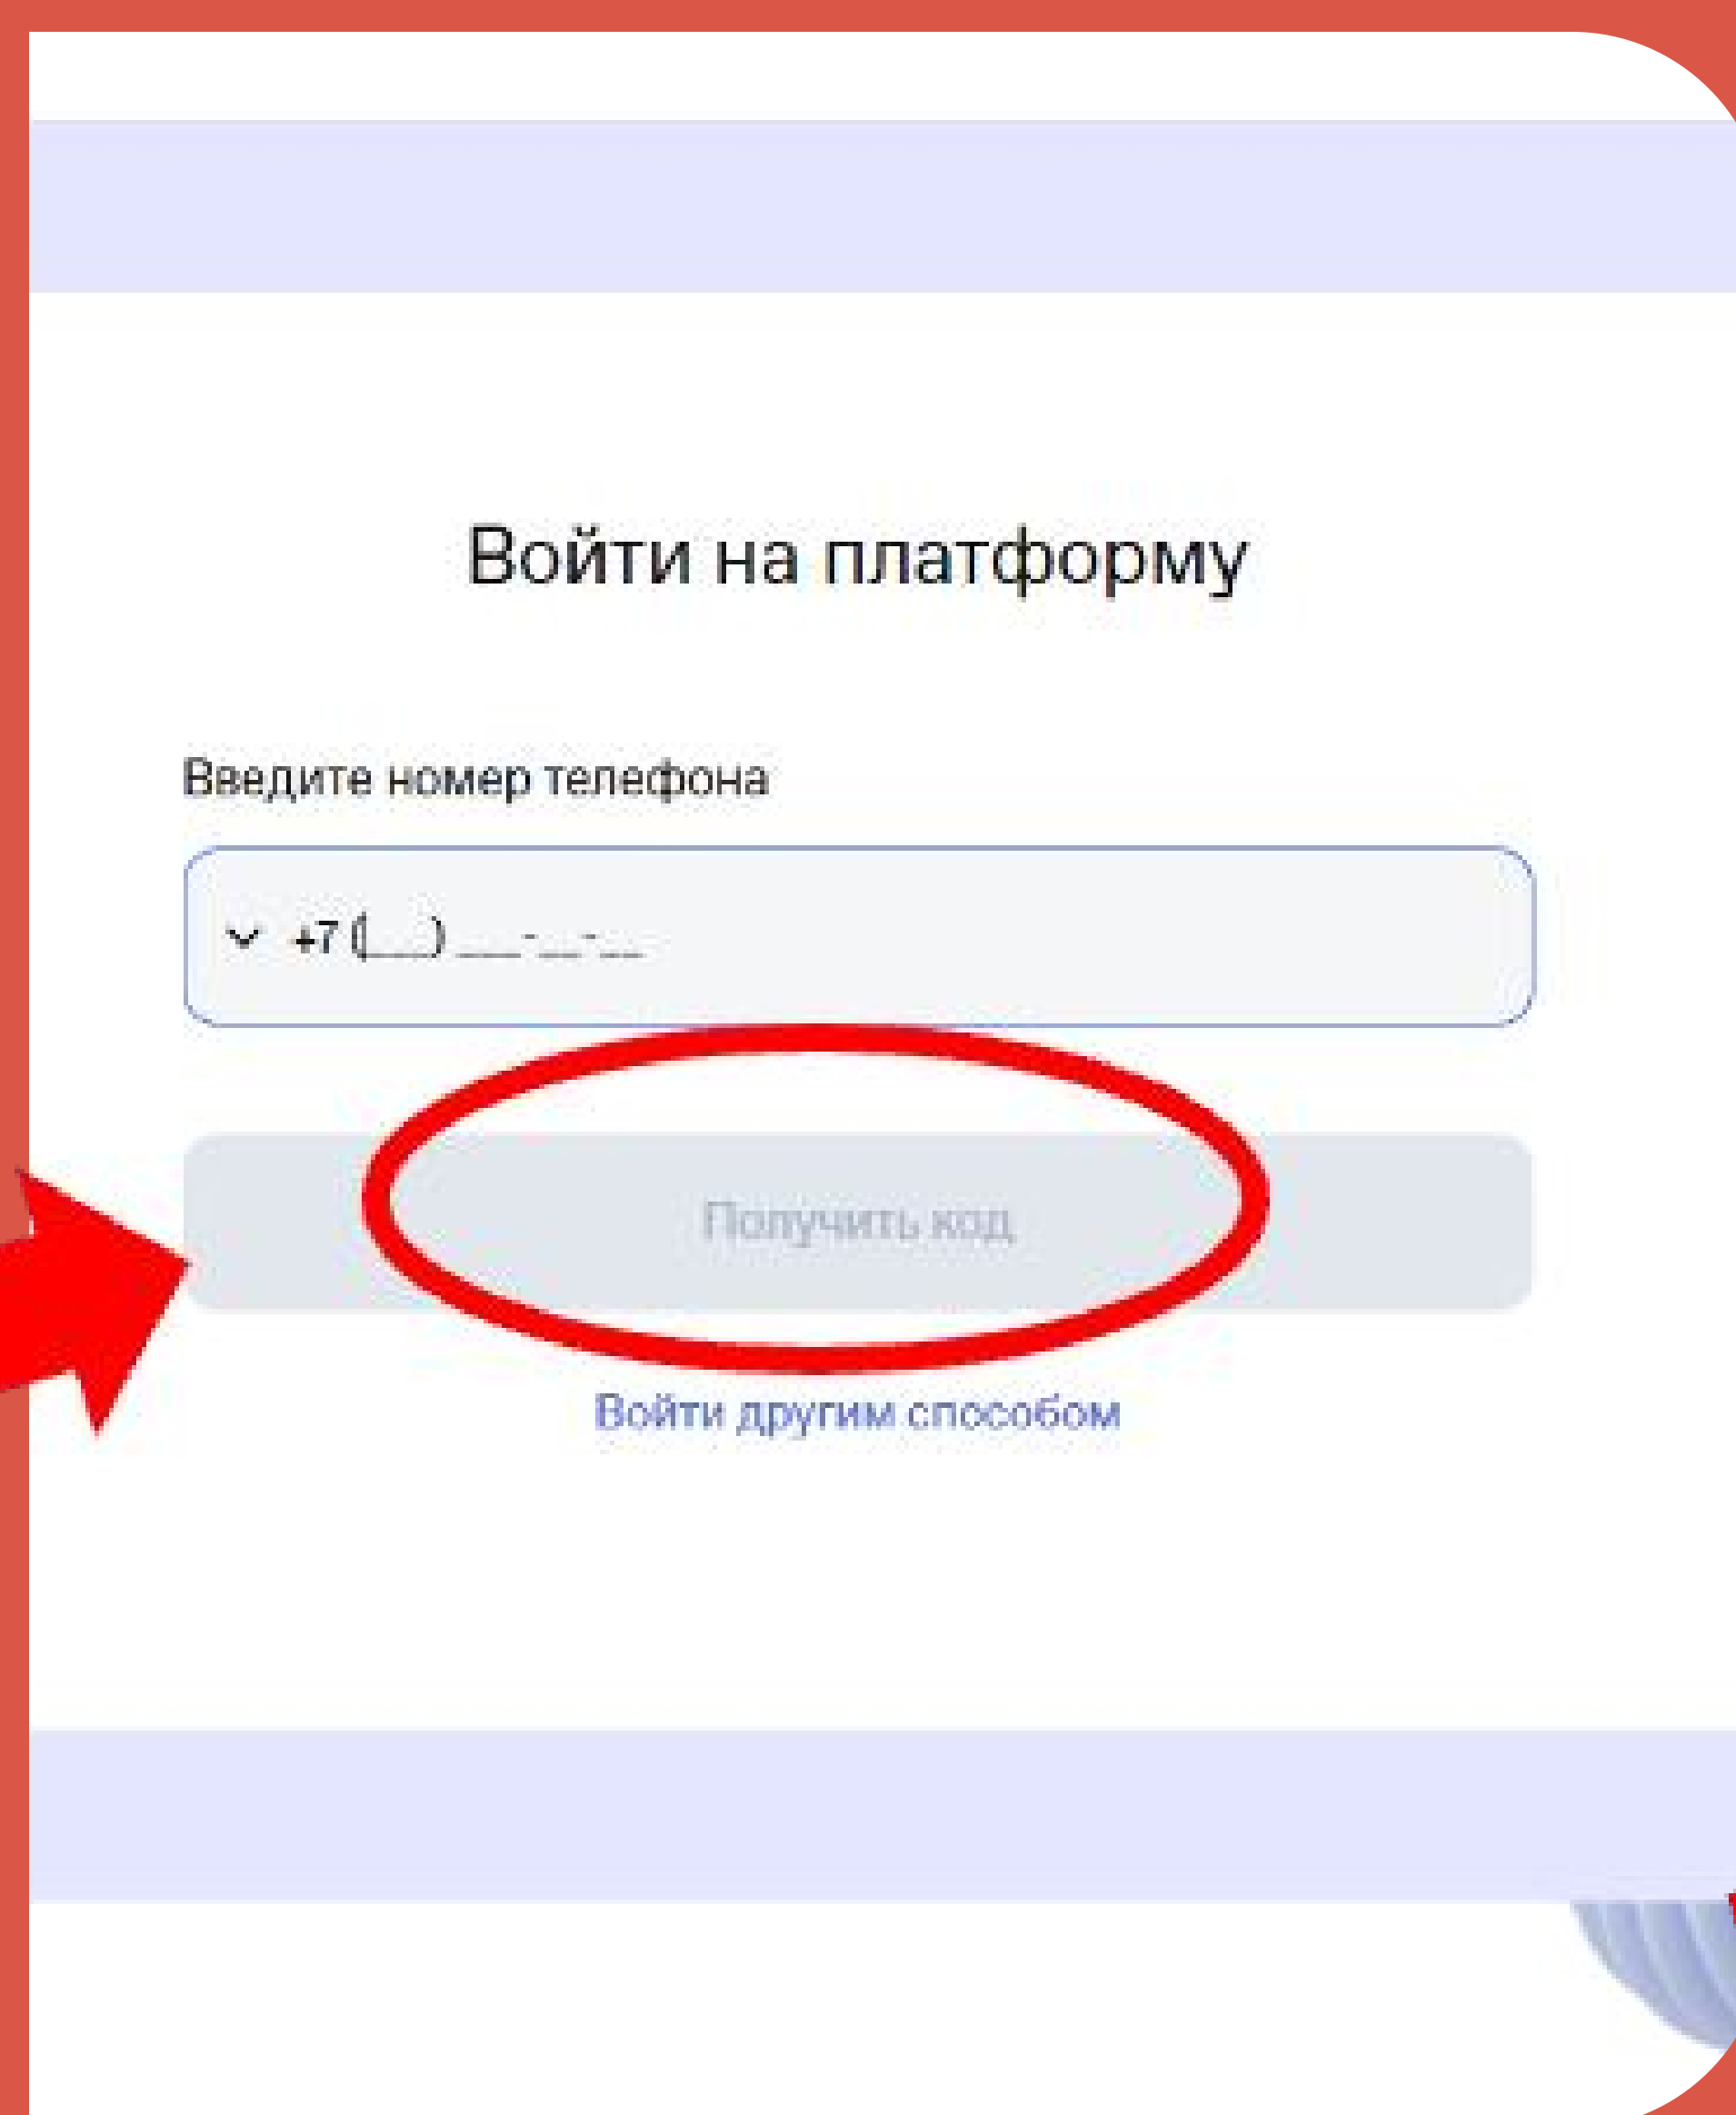 Войти на платформу
Введите номер телефона
+7 (___) ___-__-__
Получить код
Войти другим способом